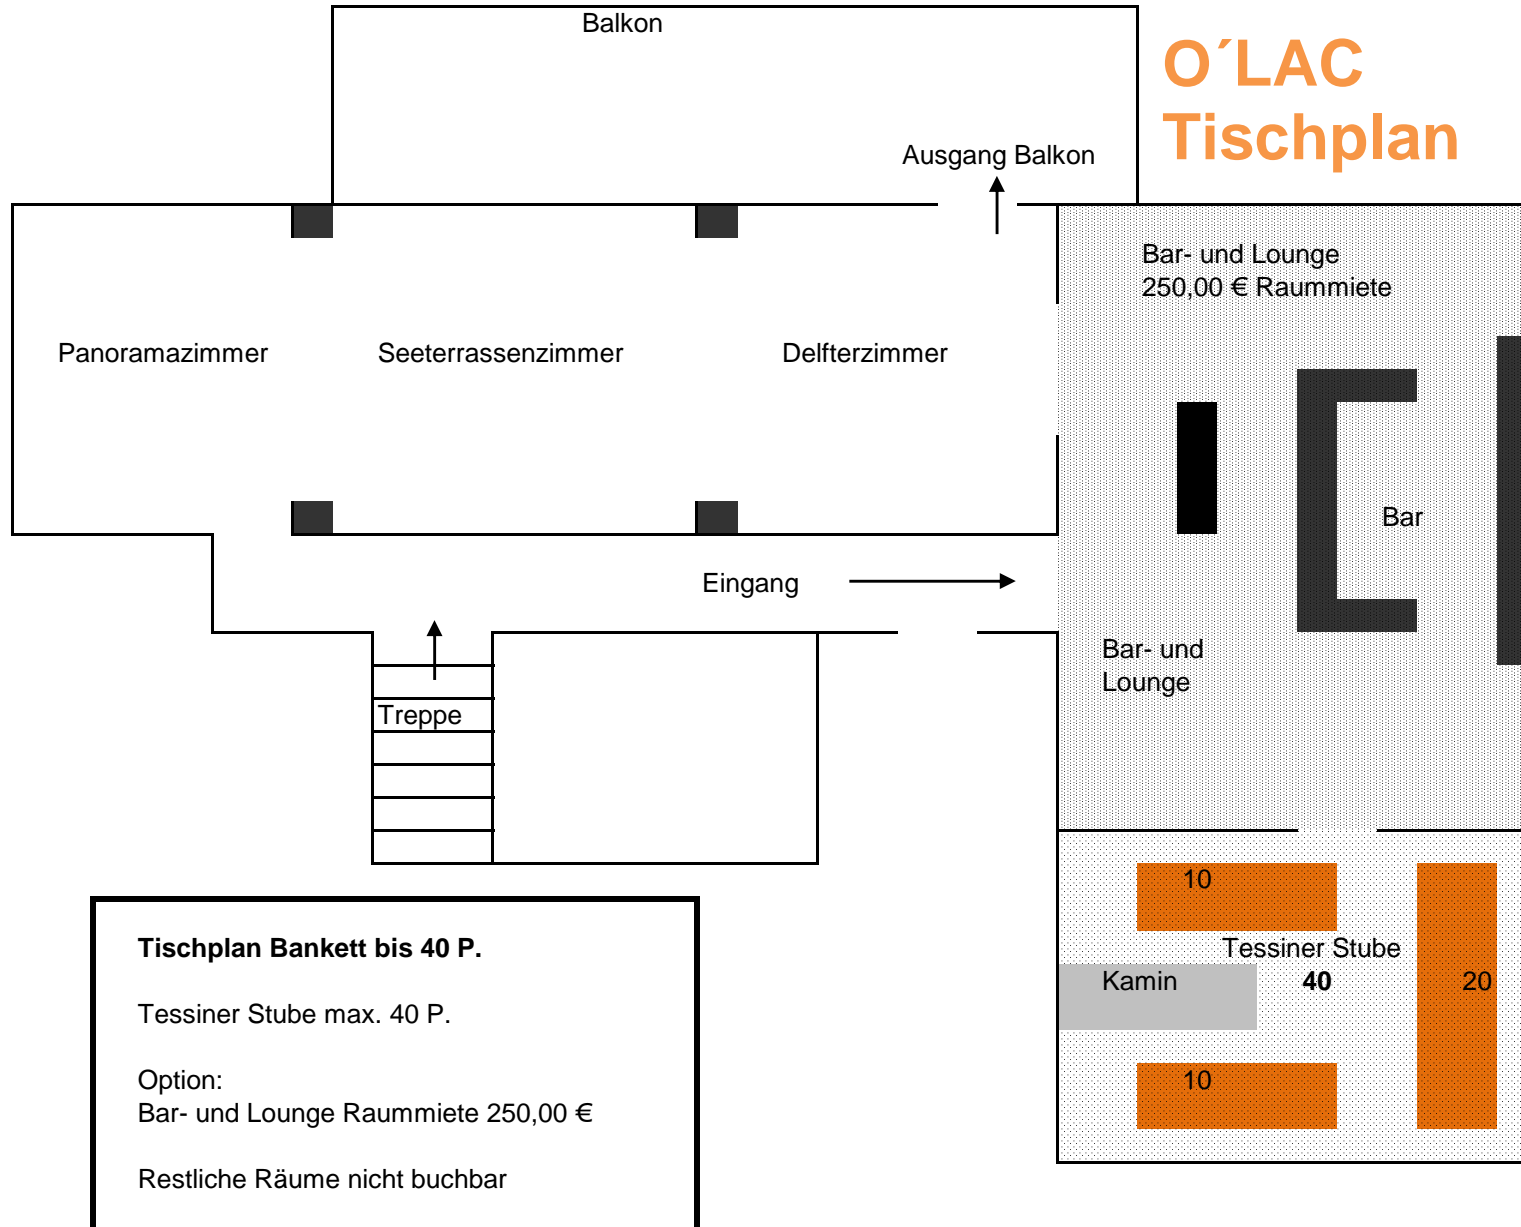 Balkon
O´LAC
Tischplan
Ausgang Balkon
Bar- und Lounge
250,00 € Raummiete
Panoramazimmer
Seeterrassenzimmer
Delfterzimmer
Bar
Eingang
Bar- und
Lounge
Treppe
10
Tessiner Stube
Kamin
40
20
10
Tischplan Bankett bis 40 P.
Tessiner Stube max. 40 P.
Option:
Bar- und Lounge Raummiete 250,00 €
Restliche Räume nicht buchbar